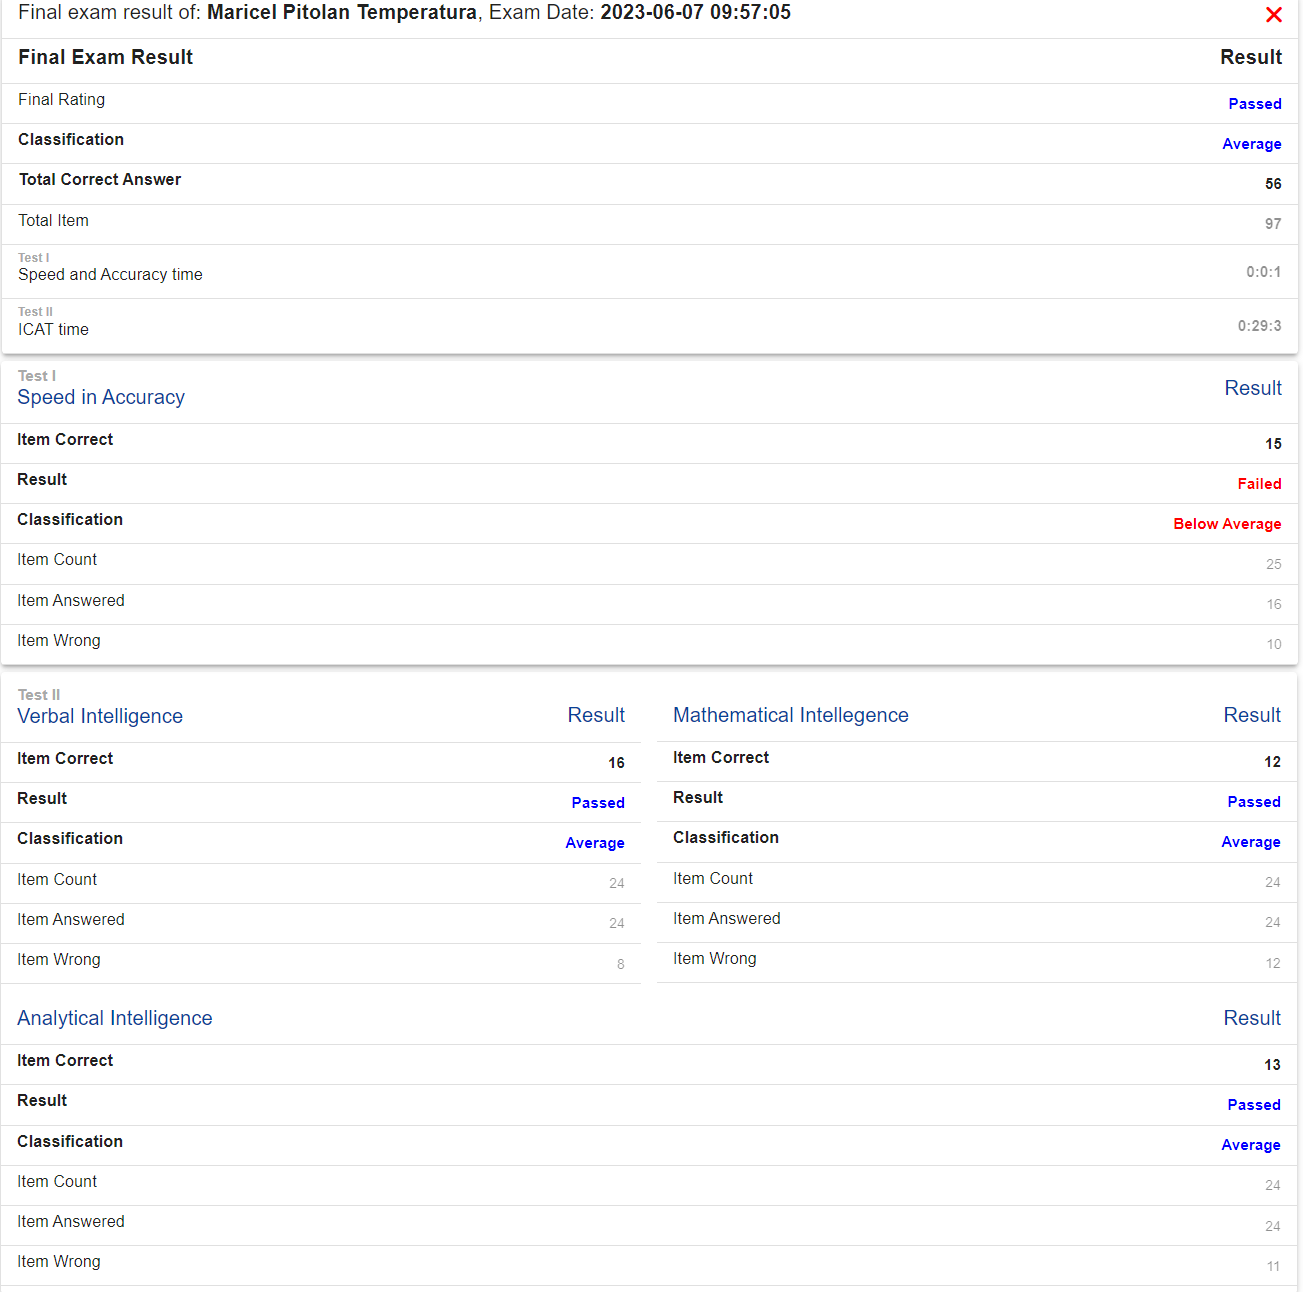 Final exam result of: Maricel Pitolan Temperatura, Exam Date: 2023-06-07 09:57:05
Final Exam Result Result
Final Rating Passed
Classification Average
Total Correct Answer 56
Total Item 97
Test I
Speed and Accuracy time 0:0:1
Test II
ICAT time 0:29:3
Test I
Speed in Accuracy Result
Item Correct 15
Result Failed
Classification Below Average
Item Count 25
Item Answered 16
Item Wrong 10
Test II
Verbal Intelligence Result
Item Correct 16
Result Passed
Classification Average
Item Count 24
Item Answered 24
Item Wrong 8
Mathematical Intellegence Result
Item Correct 12
Result Passed
Classification Average
Item Count 24
Item Answered 24
Item Wrong 12
Analytical Intelligence Result
Item Correct 13
Result Passed
Classification Average
Item Count 24
Item Answered 24
Item Wrong 11